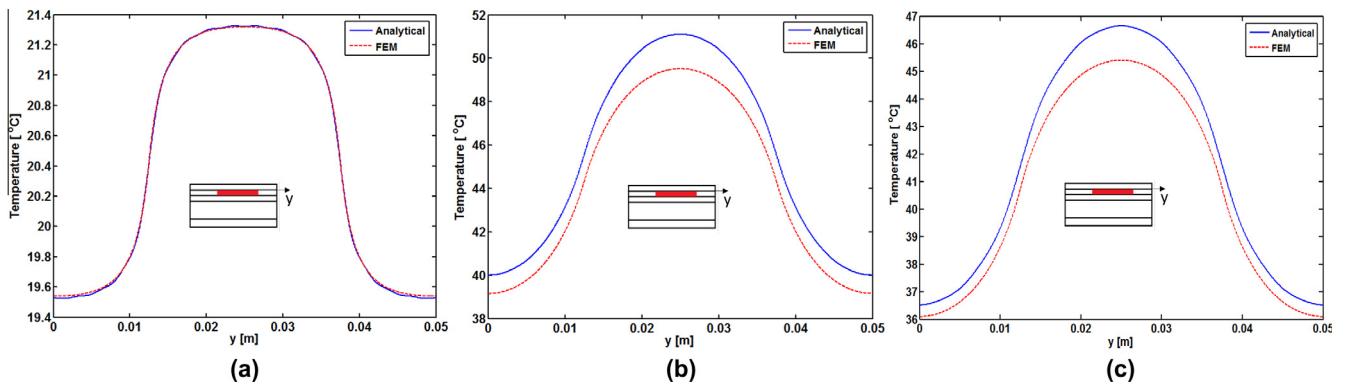 21.4
21.2
21
20.8
20.6
20.4
20.2
20
19.8
19.6
19.4
Temperature [ °C]
0
0.01
0.02
0.03
0.04
0.05
y [m]
Analytical
FEM
y
(a)
52
50
48
46
44
42
40
38
Temperature [ °C]
0
0.01
0.02
0.03
0.04
0.05
y [m]
Analytical
FEM
y
(b)
47
46
45
44
43
42
41
40
39
38
37
36
Temperature [ °C]
0
0.01
0.02
0.03
0.04
0.05
y [m]
Analytical
FEM
y
(c)